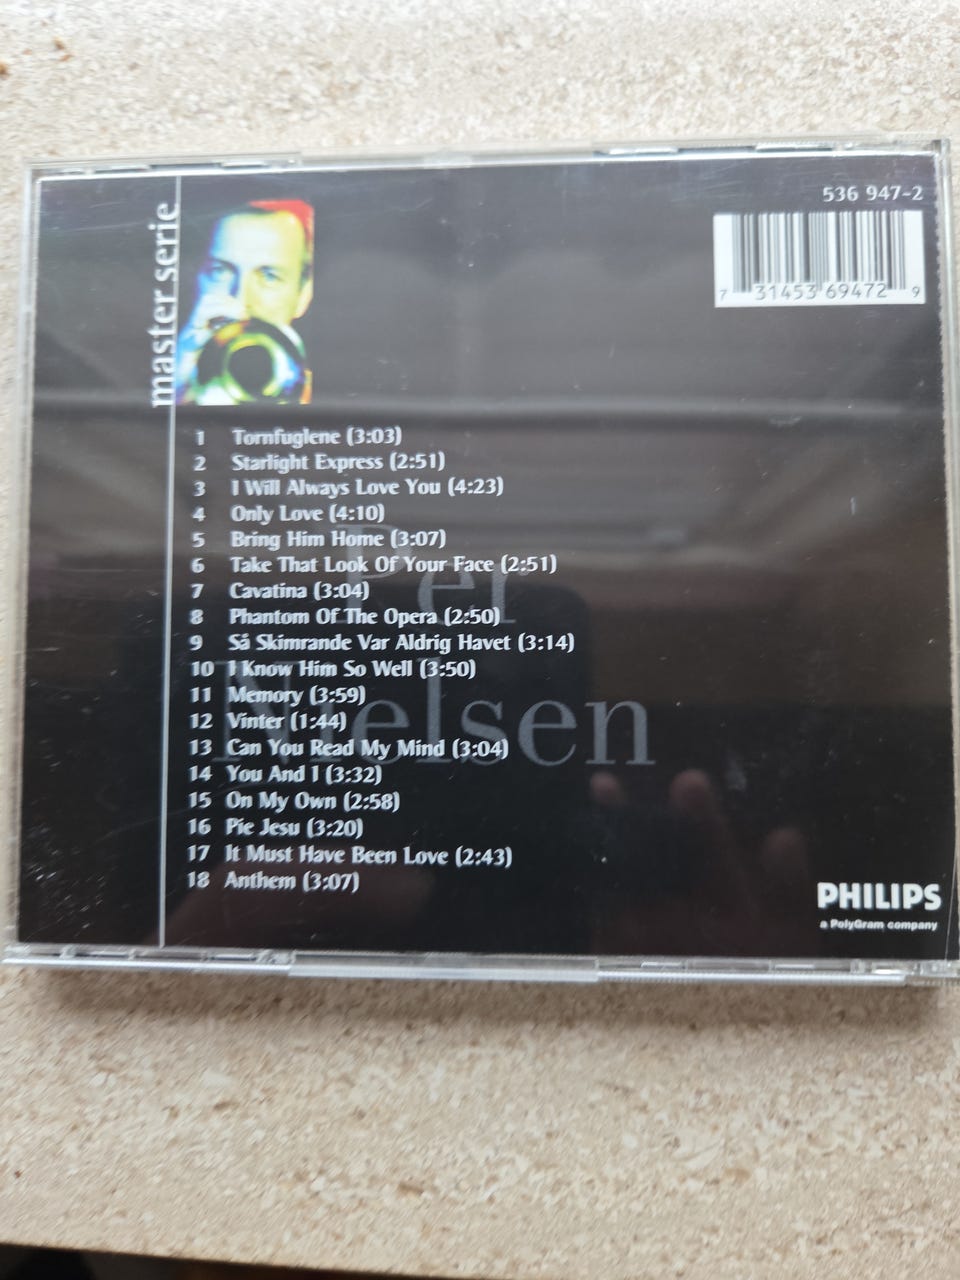 master serie
536 947-2
7 31453 69472 9
1 Tornfuglene (3:03)
2 Starlight Express (2:51)
3 I Will Always Love You (4:23)
4 Only Love (4:10)
5 Bring Him Home (3:07)
6 Take That Look Of Your Face (2:51)
7 Cavatina (3:04)
8 Phantom Of The Opera (2:50)
9 Så Skimrande Var Aldrig Havet (3:14)
10 I Know Him So Well (3:50)
11 Memory (3:59)
12 Vinter (1:44)
13 Can You Read My Mind (3:04)
14 You And I (3:32)
15 On My Own (2:58)
16 Pie Jesu (3:20)
17 It Must Have Been Love (2:43)
18 Anthem (3:07)
Per
Nielsen
PHILIPS
a PolyGram company